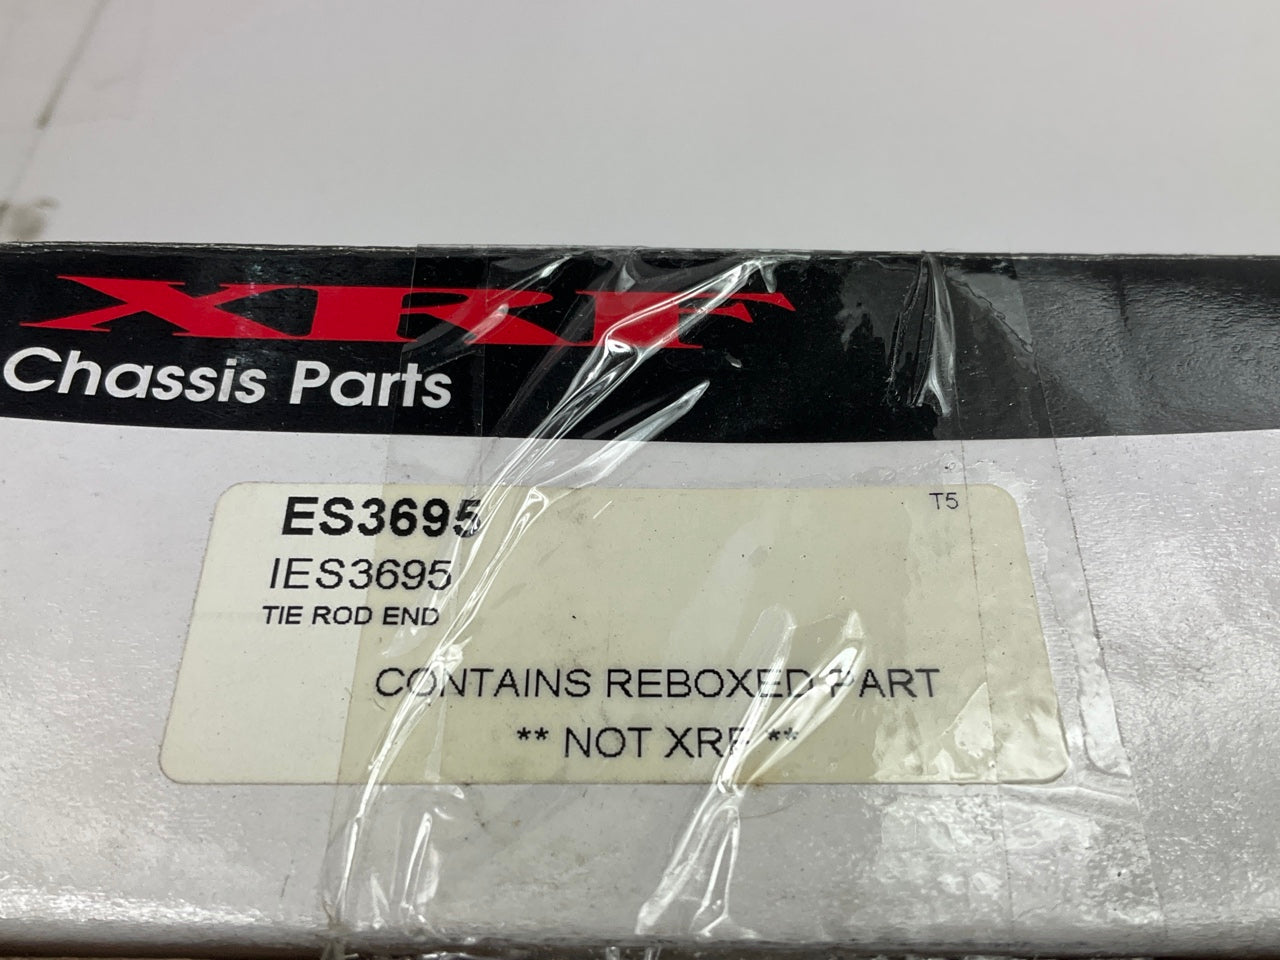 XRF
Chassis Parts
ES3695
T5
IES3695
TIE ROD END
CONTAINS REBOXED PART
** NOT XRF **